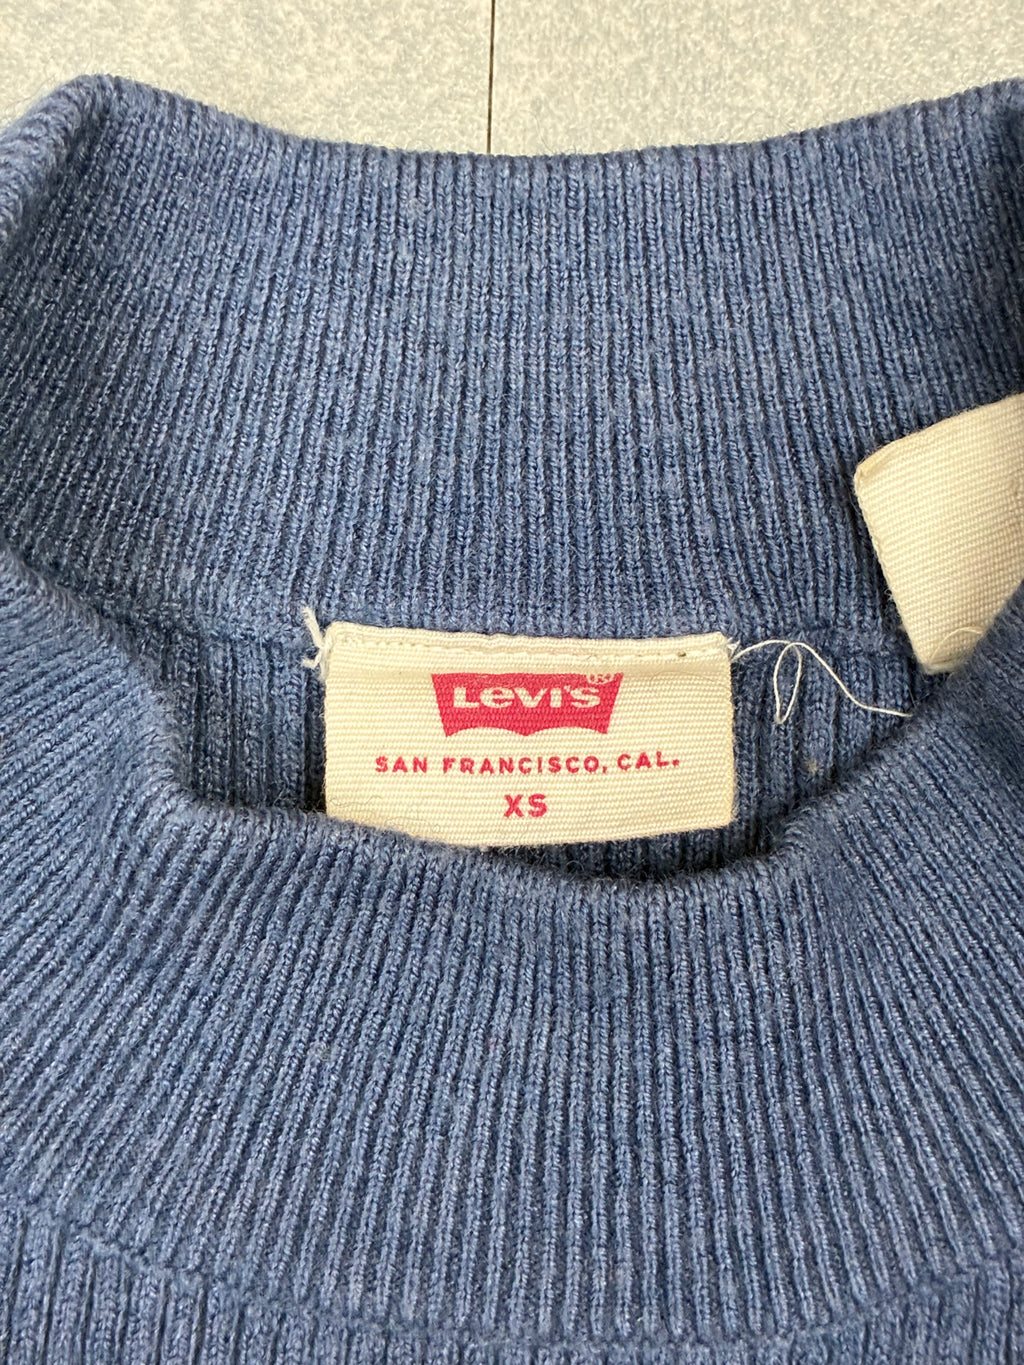 LEVI'S®
SAN FRANCISCO, CAL.
XS